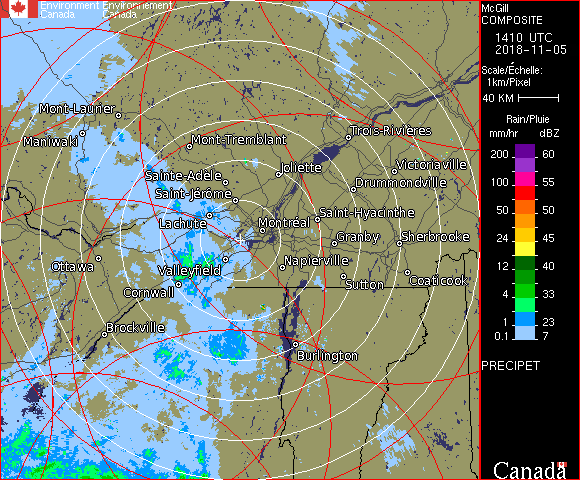 Environment Environnement
Canada Canada
McGill
COMPOSITE
1410 UTC
2018-11-05
Scale/Échelle:
1km/Pixel
40 KM
Rain/Pluie
mm/hr dBZ
200 60
100 55
50 50
24 45
12 40
4 33
1 23
0.1 7
PRECIPET
Canada
Mont-Laurier
Maniwaki
Mont-Tremblant
Trois-Rivières
Joliette
Victoriaville
Sainte-Adèle
Drummondville
Saint-Jérôme
Lachute
Montréal
Saint-Hyacinthe
Granby
Sherbrooke
Ottawa
Valleyfield
Napierville
Cornwall
Sutton
Coaticook
Brockville
Burlington